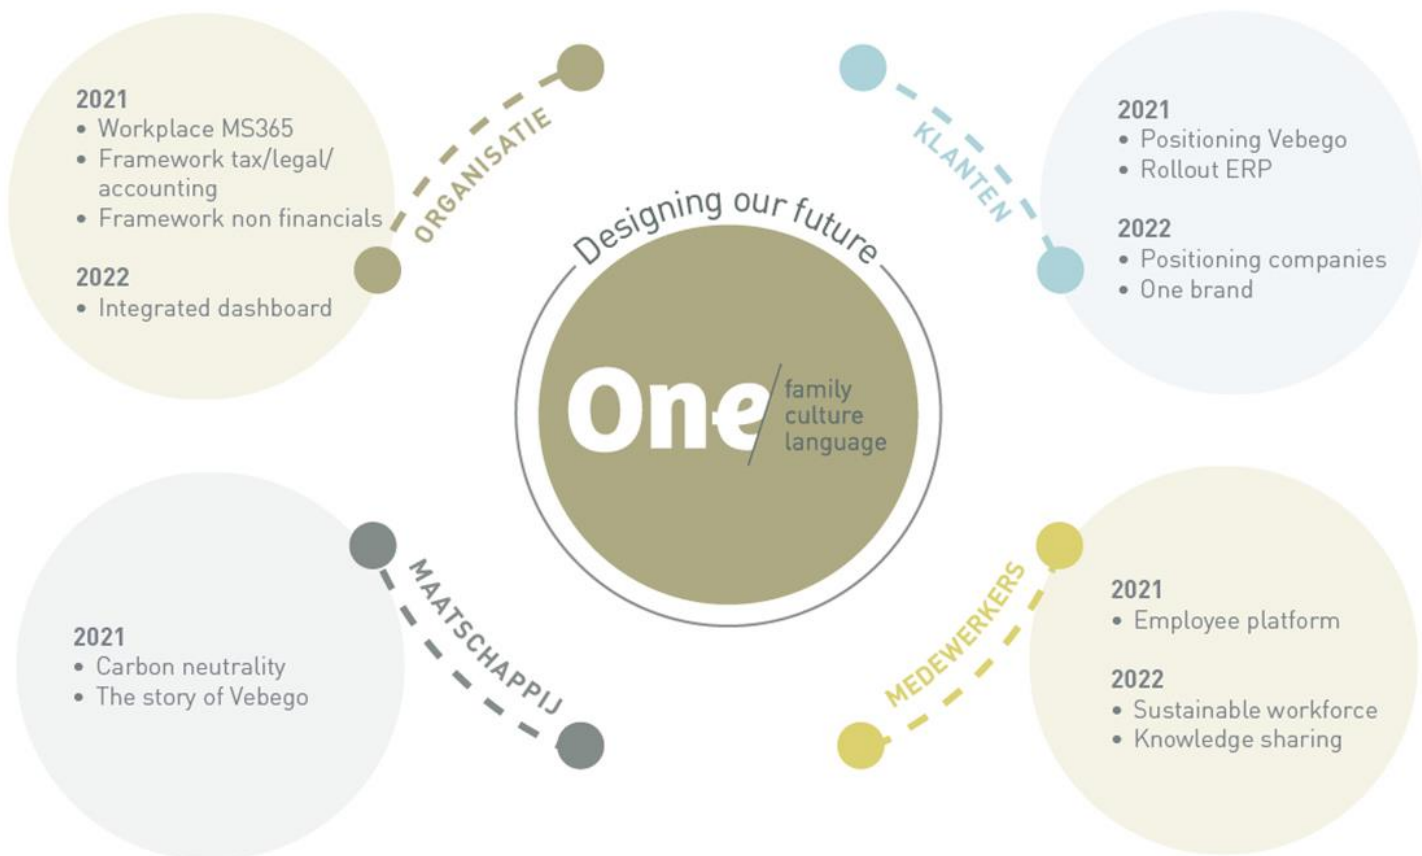 2021
• Workplace MS365
• Framework tax/legal/
accounting
• Framework non financials
2022
• Integrated dashboard
ORGANISATIE
KLANTEN
2021
• Positioning Vebego
• Rollout ERP
2022
• Positioning companies
• One brand
Designing our future
One
family
culture
language
2021
• Carbon neutrality
• The story of Vebego
MAATSCHAPPIJ
MEDEWERKERS
2021
• Employee platform
2022
• Sustainable workforce
• Knowledge sharing